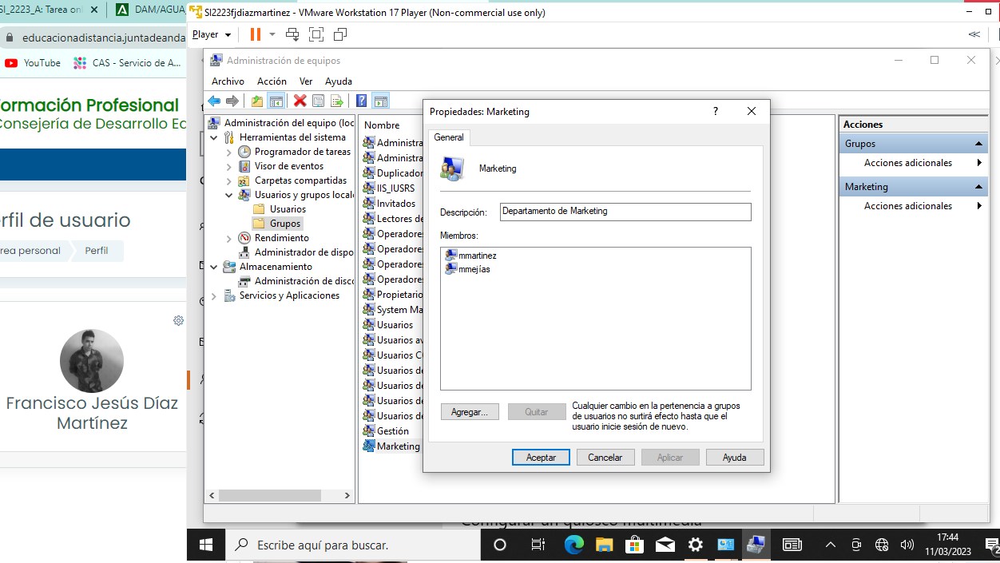 SI_2223_A: Tarea onl
DAM/AGUA
SI2223fjdiazmartinez - VMware Workstation 17 Player (Non-commercial use only)
educacionadistancia.juntadeanda
Player
YouTube
CAS - Servicio de A...
Administración de equipos
Archivo Acción Ver Ayuda
ormación Profesional
Consejería de Desarrollo Ed
rfil de usuario
rea personal
Perfil
Francisco Jesús Díaz
Martínez
Administración del equipo (loc
Herramientas del sistema
Programador de tareas
Visor de eventos
Carpetas compartidas
Usuarios y grupos locale
Usuarios
Grupos
Rendimiento
Administrador de dispo
Almacenamiento
Administración de disco
Servicios y Aplicaciones
Nombre
Administra
Administra
Duplicador
IIS_IUSRS
Invitados
Lectores de
Operadores
Operadores
Operadores
Operadores
Propietario
System Ma
Usuarios
Usuarios av
Usuarios CO
Usuarios de
Usuarios de
Usuarios de
Usuarios de
Gestión
Marketing
Propiedades: Marketing
?
General
Marketing
Descripción:
Departamento de Marketing
Miembros:
mmartinez
mmejías
Agregar...
Quitar
Cualquier cambio en la pertenencia a grupos
de usuarios no surtirá efecto hasta que el
usuario inicie sesión de nuevo.
Aceptar
Cancelar
Aplicar
Ayuda
Acciones
Grupos
Acciones adicionales
Marketing
Acciones adicionales
Configurar un quiosco multimedia
Escribe aquí para buscar.
17:44
11/03/2023
2